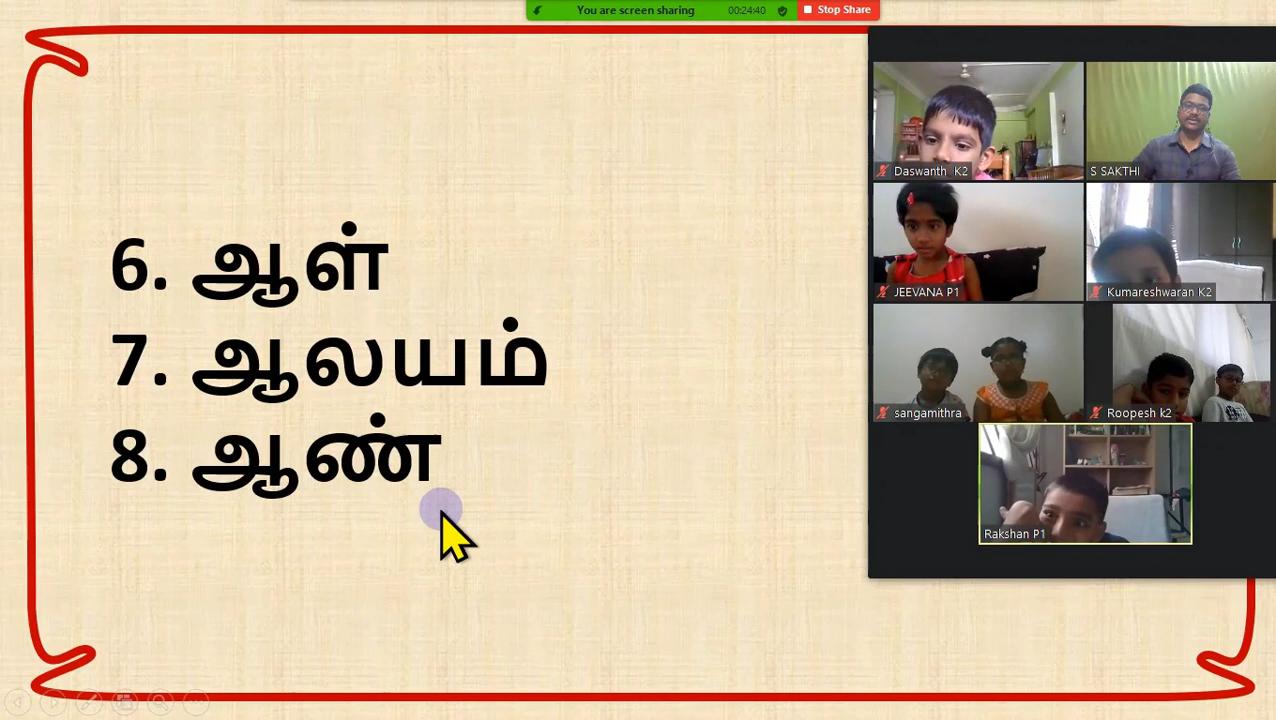 You are screen sharing 00:24:40 Stop Share
6. ஆள்
7. ஆலயம்
8. ஆண்
Daswanth K2
S SAKTHI
JEEVANA P1
Kumareshwaran K2
sangamithra
Roopesh k2
Rakshan P1